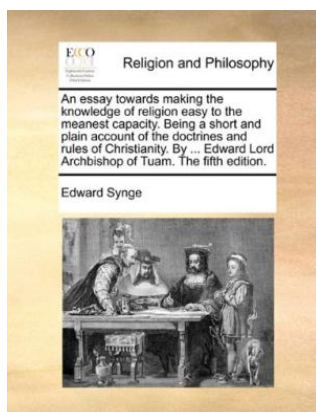 ECCO
Religion and Philosophy
An essay towards making the
knowledge of religion easy to the
meanest capacity. Being a short and
plain account of the doctrines and
rules of Christianity. By ... Edward Lord
Archbishop of Tuam. The fifth edition.
Edward Synge